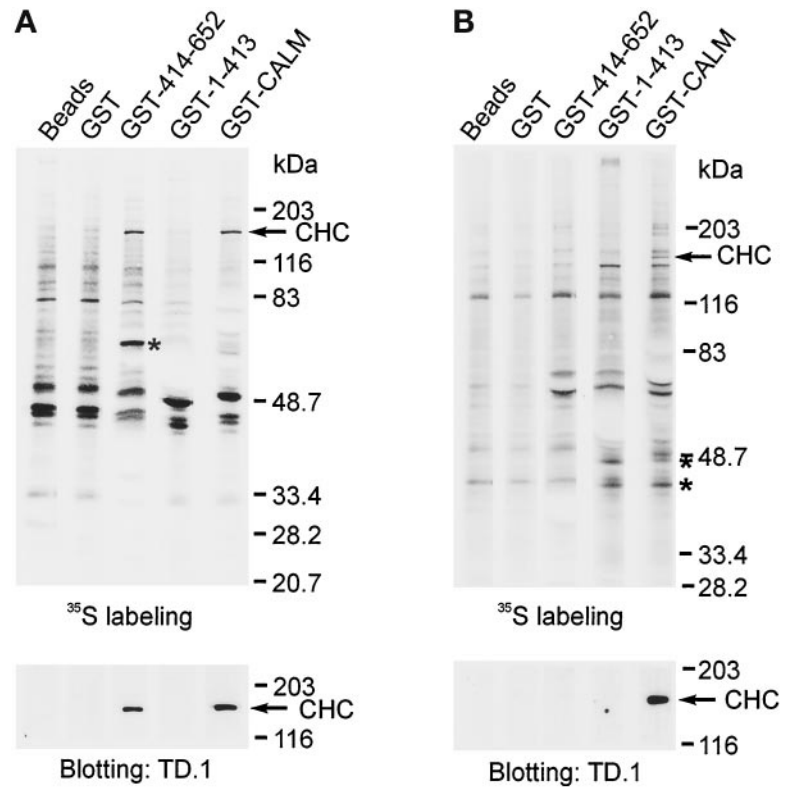 A
Beads
GST
GST-414-652
GST-1-413
GST-CALM
kDa
203
CHC
116
83
*
48.7
33.4
28.2
20.7
35S labeling
203
CHC
116
Blotting: TD.1
B
Beads
GST
GST-414-652
GST-1-413
GST-CALM
kDa
203
CHC
116
83
48.7
*
*
33.4
28.2
35S labeling
203
CHC
116
Blotting: TD.1